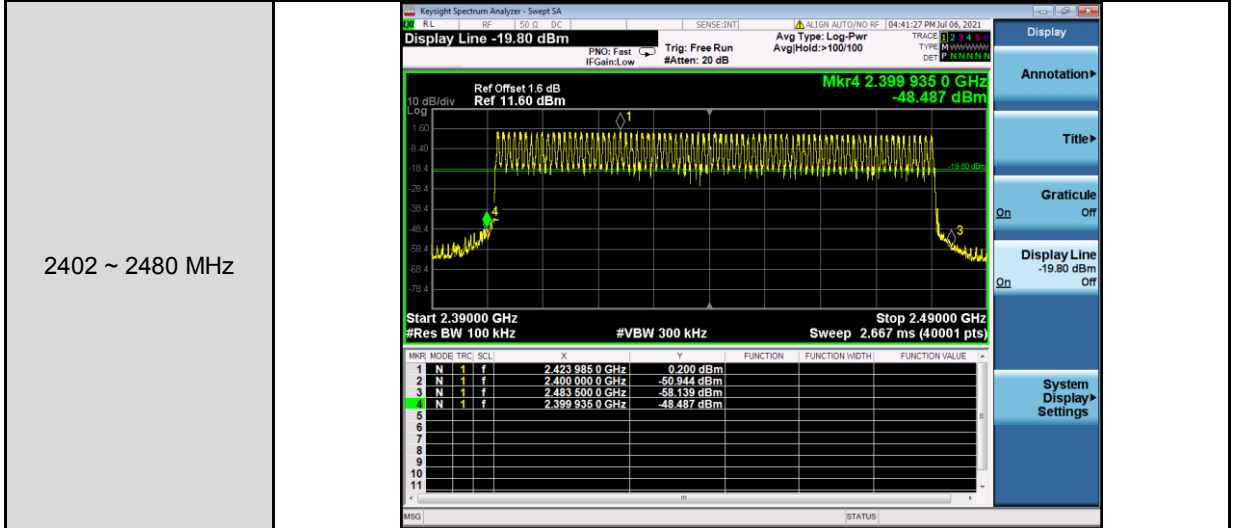 2402 ~ 2480 MHz
Keysight Spectrum Analyzer - Swept SA
RL RF 50 Ω DC SENSE:INT ALIGN AUTO/NO RF 04:41:27 PM Jul 06, 2021
Display Line -19.80 dBm
PNO: Fast
IFGain:Low
Trig: Free Run
#Atten: 20 dB
Avg Type: Log-Pwr
Avg|Hold:>100/100
TRACE 1 2 3 4 5 6
TYPE M W W W W W
DET P N N N N N
Mkr4 2.399 935 0 GHz
-48.487 dBm
Ref Offset 1.6 dB
10 dB/div Ref 11.60 dBm
Log
1.60
-8.40
-18.4
-28.4
-38.4
-48.4
-58.4
-68.4
-78.4
1
-19.80 dBm
4
3
Start 2.39000 GHz Stop 2.49000 GHz
#Res BW 100 kHz #VBW 300 kHz Sweep 2.667 ms (40001 pts)
MKR MODE TRC SCL X Y FUNCTION FUNCTION WIDTH FUNCTION VALUE
1 N 1 f 2.423 985 0 GHz 0.200 dBm
2 N 1 f 2.400 000 0 GHz -50.944 dBm
3 N 1 f 2.483 500 0 GHz -58.139 dBm
4 N 1 f 2.399 935 0 GHz -48.487 dBm
5
6
7
8
9
10
11
MSG STATUS
Display
Annotation
Title
Graticule
On Off
Display Line
-19.80 dBm
On Off
System
Display
Settings